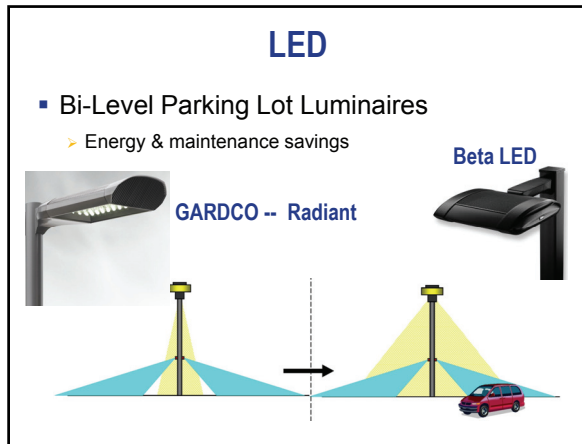 LED
Bi-Level Parking Lot Luminaires
Energy & maintenance savings
Beta LED
GARDCO -- Radiant